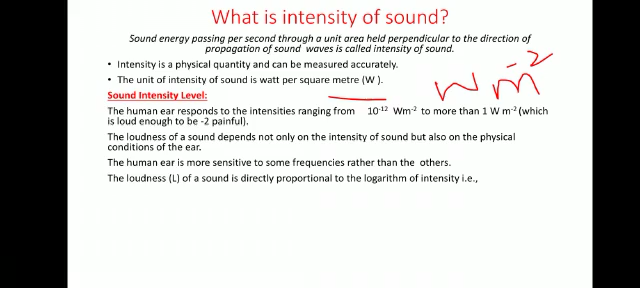 What is intensity of sound?
Sound energy passing per second through a unit area held perpendicular to the direction of
propagation of sound waves is called intensity of sound.
• Intensity is a physical quantity and can be measured accurately.
• The unit of intensity of sound is watt per square metre (W ).
W m⁻²
Sound Intensity Level:
The human ear responds to the intensities ranging from 10⁻¹² Wm⁻² to more than 1 W m⁻² (which
is loud enough to be -2 painful).
The loudness of a sound depends not only on the intensity of sound but also on the physical
conditions of the ear.
The human ear is more sensitive to some frequencies rather than the others.
The loudness (L) of a sound is directly proportional to the logarithm of intensity i.e.,